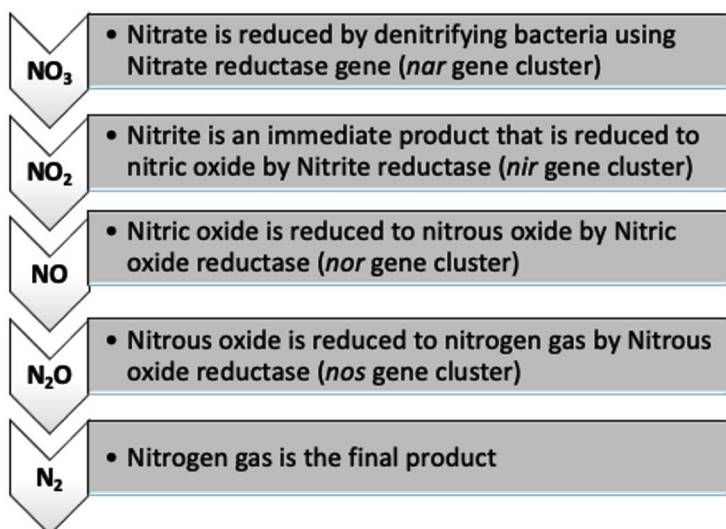 NO₃
• Nitrate is reduced by denitrifying bacteria using
Nitrate reductase gene (nar gene cluster)
NO₂
• Nitrite is an immediate product that is reduced to
nitric oxide by Nitrite reductase (nir gene cluster)
NO
• Nitric oxide is reduced to nitrous oxide by Nitric
oxide reductase (nor gene cluster)
N₂O
• Nitrous oxide is reduced to nitrogen gas by Nitrous
oxide reductase (nos gene cluster)
N₂
• Nitrogen gas is the final product